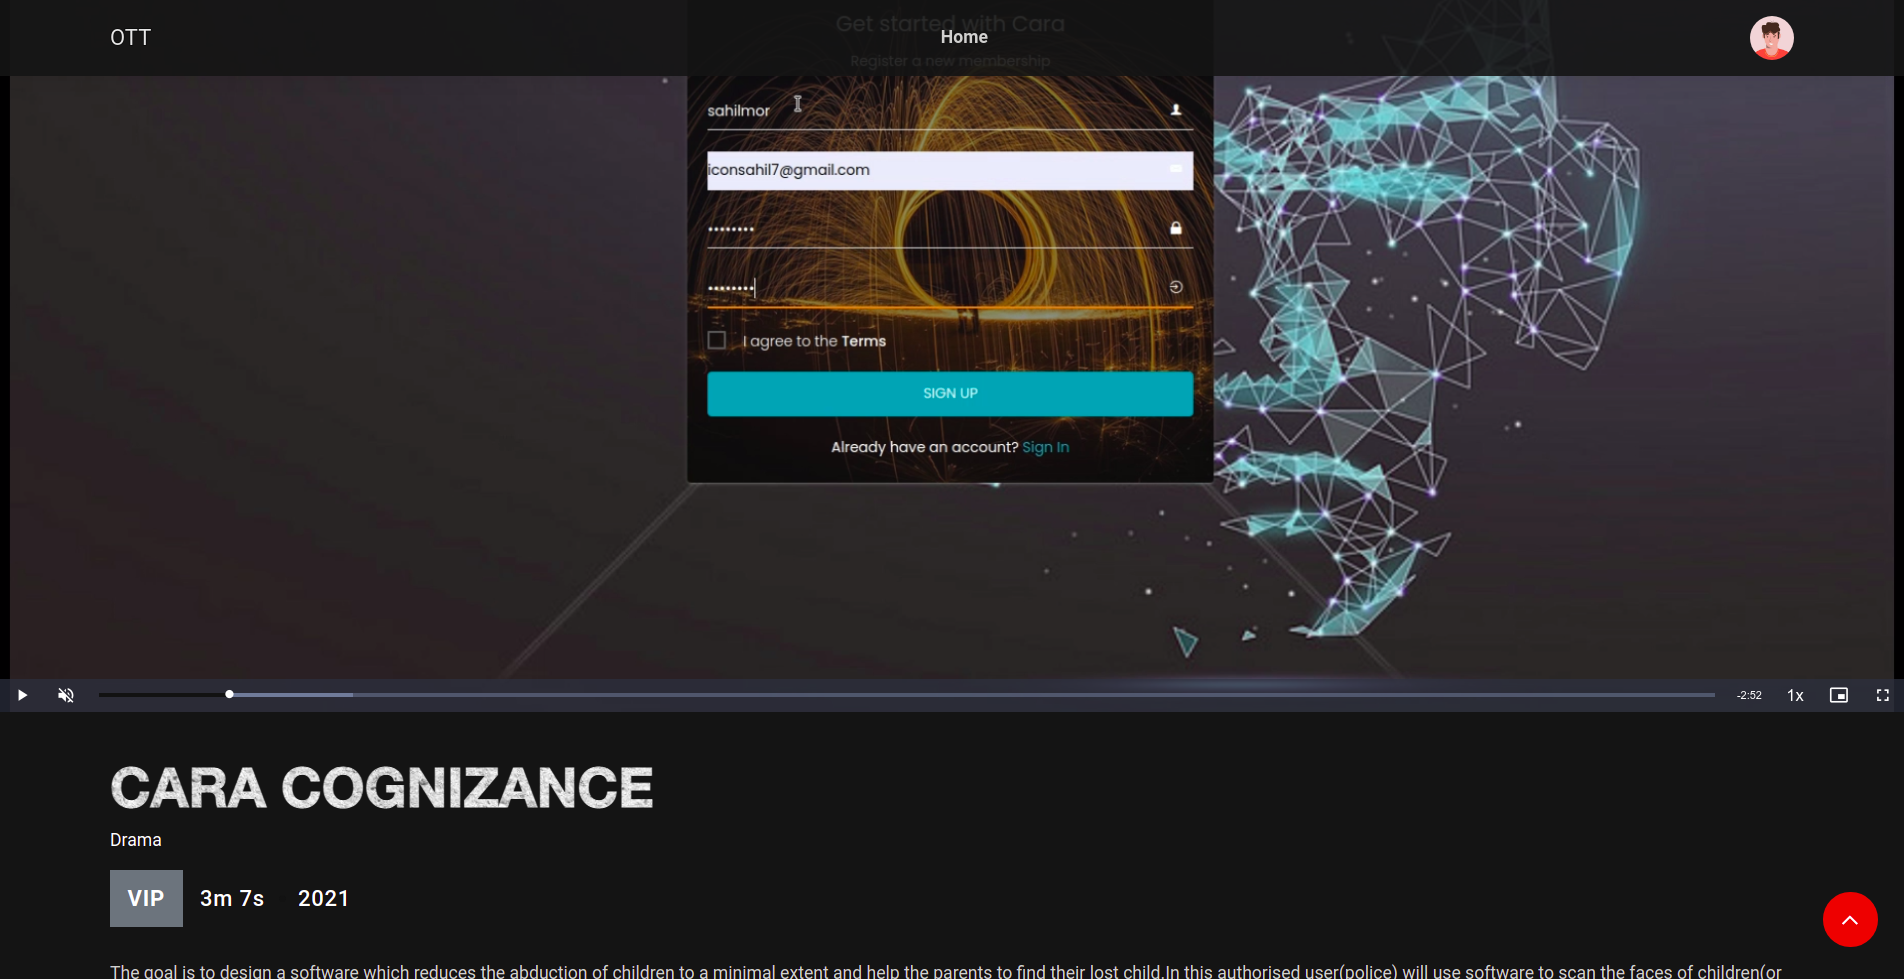 OTT
Home
Get started with Cara
Register a new membership
sahilmor
iconsahil7@gmail.com
I agree to the Terms
SIGN UP
Already have an account? Sign In
-2:52
1x
CARA COGNIZANCE
Drama
VIP
3m 7s
2021
The goal is to design a software which reduces the abduction of children to a minimal extent and help the parents to find their lost child.In this authorised user(police) will use software to scan the faces of children(or